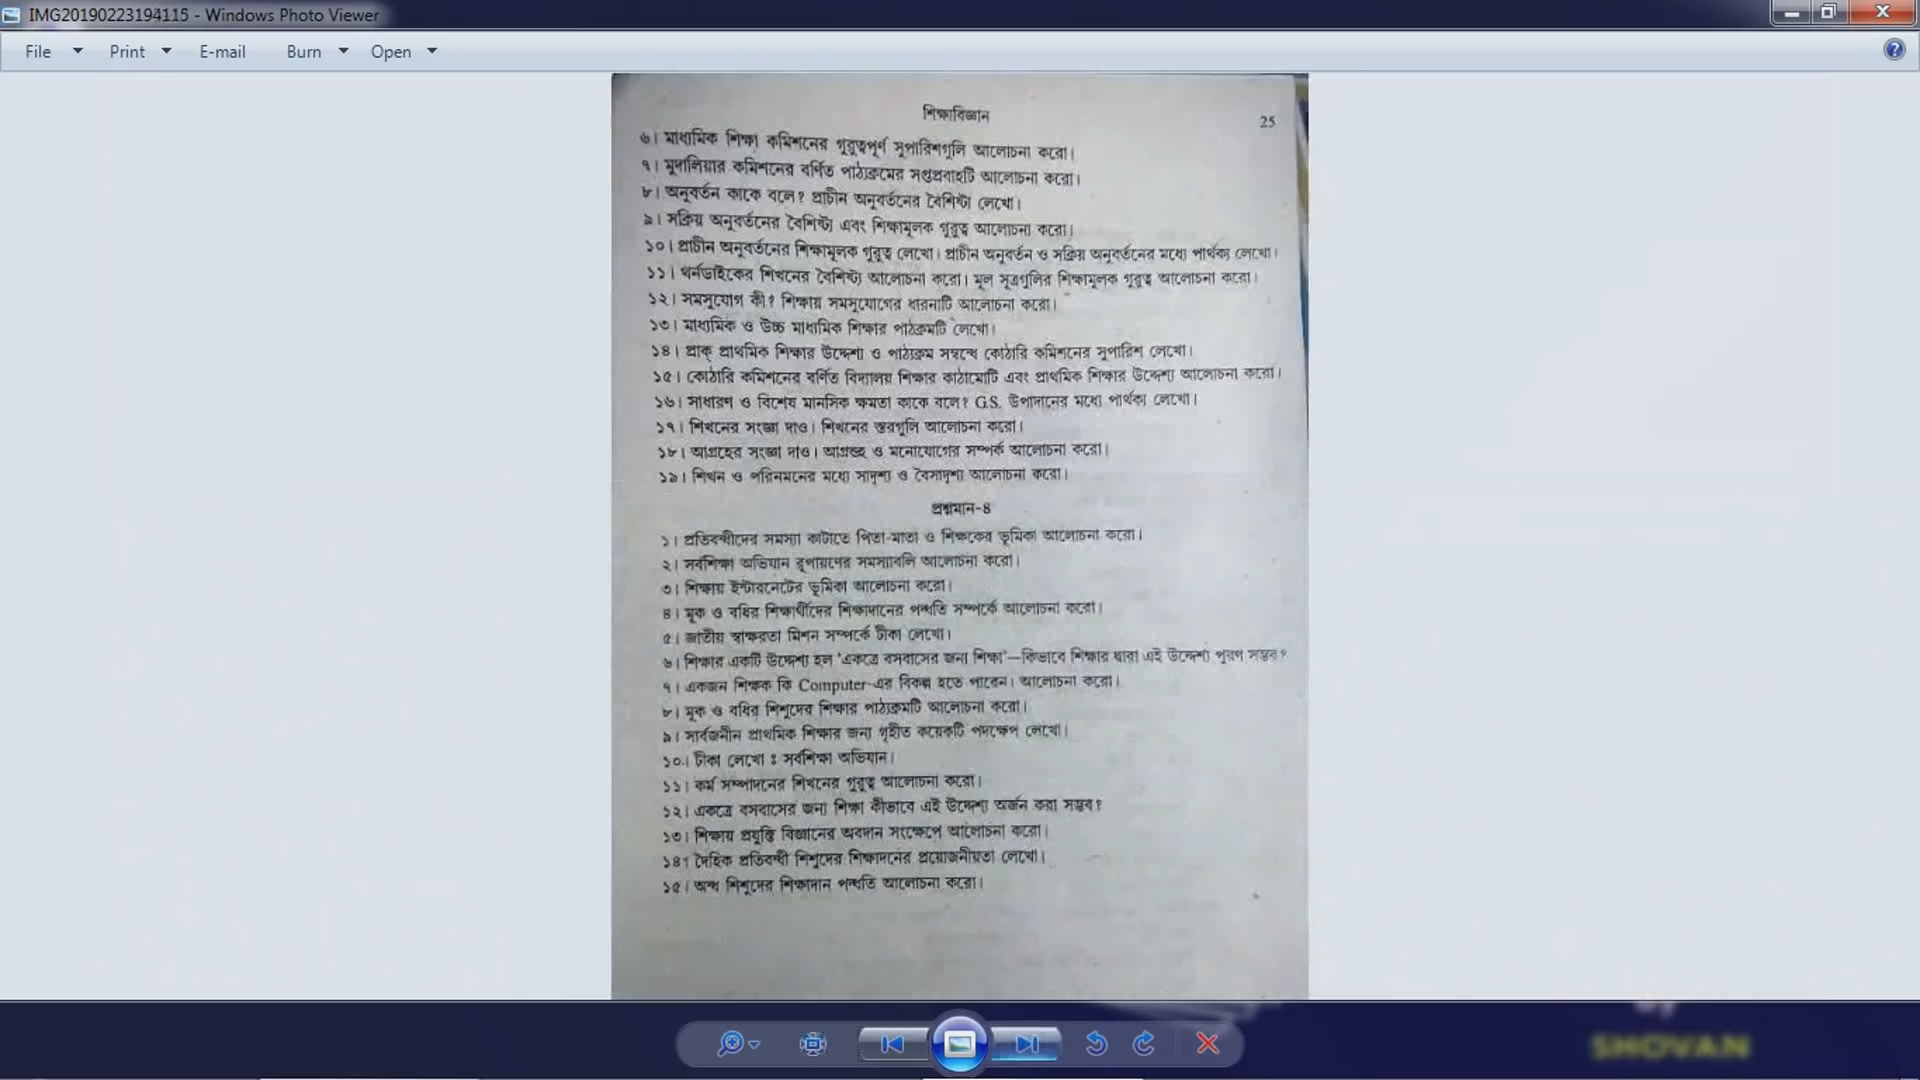 IMG20190223194115 - Windows Photo Viewer
File Print E-mail Burn Open
শিক্ষাবিজ্ঞান
25
৬। মাধ্যমিক শিক্ষা কমিশনের গুরুত্বপূর্ণ সুপারিশগুলি আলোচনা করো।
৭। মুদালিয়ার কমিশনের বর্ণিত পাঠ্যক্রমের সপ্তপ্রবাহটি আলোচনা করো।
৮। অনুবর্তন কাকে বলে? প্রাচীন অনুবর্তনের বৈশিষ্ট্য লেখো।
৯। সক্রিয় অনুবর্তনের বৈশিষ্ট্য এবং শিক্ষামূলক গুরুত্ব আলোচনা করো।
১০। প্রাচীন অনুবর্তনের শিক্ষামূলক গুরুত্ব লেখো। প্রাচীন অনুবর্তন ও সক্রিয় অনুবর্তনের মধ্যে পার্থক্য লেখো।
১১। থর্নডাইকের শিখনের বৈশিষ্ট্য আলোচনা করো। মূল সূত্রগুলির শিক্ষামূলক গুরুত্ব আলোচনা করো।
১২। সমসুযোগ কী? শিক্ষায় সমসুযোগের ধারনাটি আলোচনা করো।
১৩। মাধ্যমিক ও উচ্চ মাধ্যমিক শিক্ষার পাঠক্রমটি লেখো।
১৪। প্রাক্ প্রাথমিক শিক্ষার উদ্দেশ্য ও পাঠ্যক্রম সম্বন্ধে কোঠারি কমিশনের সুপারিশ লেখো।
১৫। কোঠারি কমিশনের বর্ণিত বিদ্যালয় শিক্ষার কাঠামোটি এবং প্রাথমিক শিক্ষার উদ্দেশ্য আলোচনা করো।
১৬। সাধারণ ও বিশেষ মানসিক ক্ষমতা কাকে বলে? G.S. উপাদানের মধ্যে পার্থক্য লেখো।
১৭। শিখনের সংজ্ঞা দাও। শিখনের স্তরগুলি আলোচনা করো।
১৮। আগ্রহের সংজ্ঞা দাও। আগ্রহ ও মনোযোগের সম্পর্ক আলোচনা করো।
১৯। শিখন ও পরিনমনের মধ্যে সাদৃশ্য ও বৈসাদৃশ্য আলোচনা করো।
প্রশ্নমান-৪
১। প্রতিবন্ধীদের সমস্যা কাটাতে পিতা-মাতা ও শিক্ষকের ভূমিকা আলোচনা করো।
২। সর্বশিক্ষা অভিযান রূপায়ণের সমস্যাবলি আলোচনা করো।
৩। শিক্ষায় ইন্টারনেটের ভূমিকা আলোচনা করো।
৪। মূক ও বধির শিক্ষার্থীদের শিক্ষাদানের পদ্ধতি সম্পর্কে আলোচনা করো।
৫। জাতীয় স্বাক্ষরতা মিশন সম্পর্কে টীকা লেখো।
৬। শিক্ষার একটি উদ্দেশ্য হল 'একত্রে বসবাসের জন্য শিক্ষা'—কিভাবে শিক্ষার দ্বারা এই উদ্দেশ্য পূরণ সম্ভব?
৭। একজন শিক্ষক কি Computer-এর বিকল্প হতে পারেন। আলোচনা করো।
৮। মূক ও বধির শিশুদের শিক্ষার পাঠ্যক্রমটি আলোচনা করো।
৯। সার্বজনীন প্রাথমিক শিক্ষার জন্য গৃহীত কয়েকটি পদক্ষেপ লেখো।
১০। টীকা লেখো ঃ সর্বশিক্ষা অভিযান।
১১। কর্ম সম্পাদনের শিখনের গুরুত্ব আলোচনা করো।
১২। একত্রে বসবাসের জন্য শিক্ষা কীভাবে এই উদ্দেশ্য অর্জন করা সম্ভব?
১৩। শিক্ষায় প্রযুক্তি বিজ্ঞানের অবদান সংক্ষেপে আলোচনা করো।
১৪। দৈহিক প্রতিবন্ধী শিশুদের শিক্ষাদনের প্রয়োজনীয়তা লেখো।
১৫। অন্ধ শিশুদের শিক্ষাদান পদ্ধতি আলোচনা করো।
SHOVAN